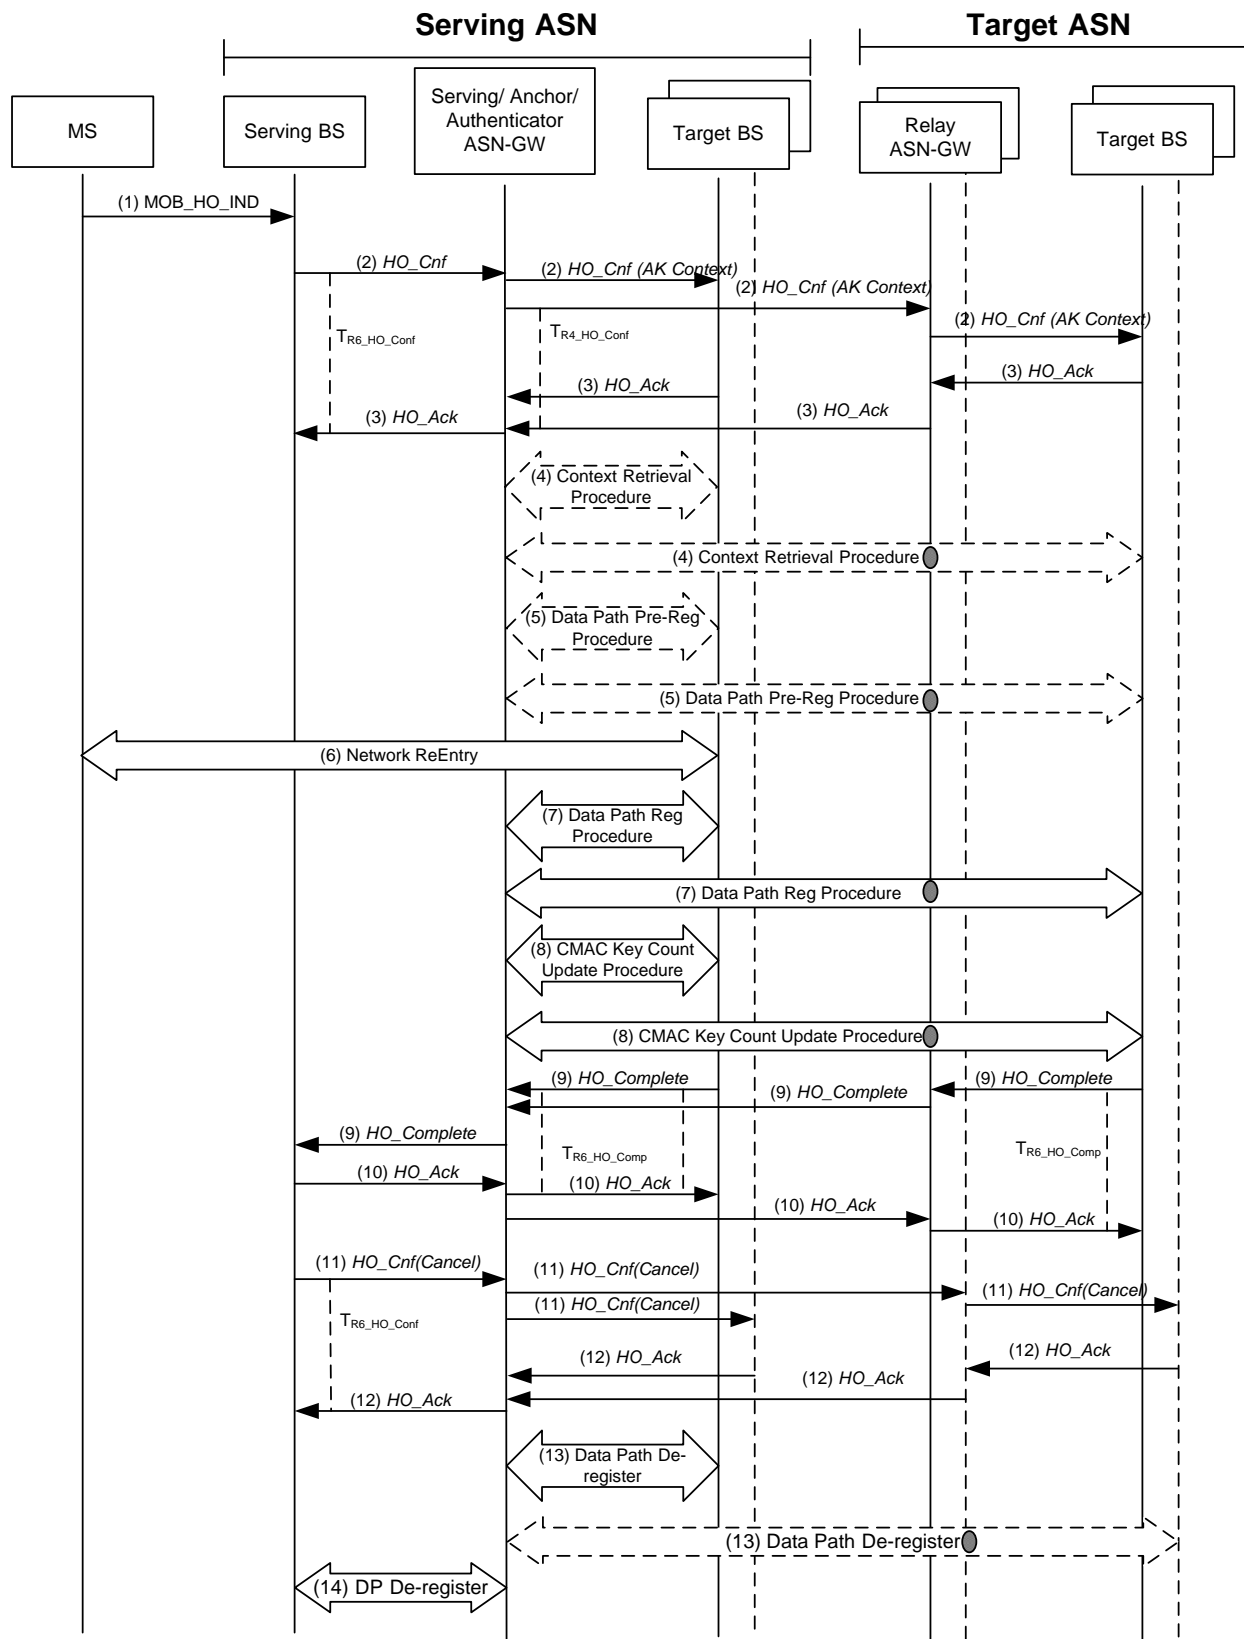 Serving ASN
Target ASN
MS
Serving BS
Serving/ Anchor/
Authenticator
ASN-GW
Target BS
Relay
ASN-GW
Target BS
(1) MOB_HO_IND
(2) HO_Cnf
(2) HO_Cnf (AK Context)
(2) HO_Cnf (AK Context)
(2) HO_Cnf (AK Context)
TR6_HO_Conf
TR4_HO_Conf
(3) HO_Ack
(3) HO_Ack
(3) HO_Ack
(3) HO_Ack
(4) Context Retrieval
Procedure
(4) Context Retrieval Procedure
(5) Data Path Pre-Reg
Procedure
(5) Data Path Pre-Reg Procedure
(6) Network ReEntry
(7) Data Path Reg
Procedure
(7) Data Path Reg Procedure
(8) CMAC Key Count
Update Procedure
(8) CMAC Key Count Update Procedure
(9) HO_Complete
(9) HO_Complete
(9) HO_Complete
(9) HO_Complete
TR6_HO_Comp
TR6_HO_Comp
(10) HO_Ack
(10) HO_Ack
(10) HO_Ack
(10) HO_Ack
(11) HO_Cnf(Cancel)
(11) HO_Cnf(Cancel)
(11) HO_Cnf(Cancel)
(11) HO_Cnf(Cancel)
TR6_HO_Conf
(12) HO_Ack
(12) HO_Ack
(12) HO_Ack
(12) HO_Ack
(13) Data Path De-
register
(13) Data Path De-register
(14) DP De-register